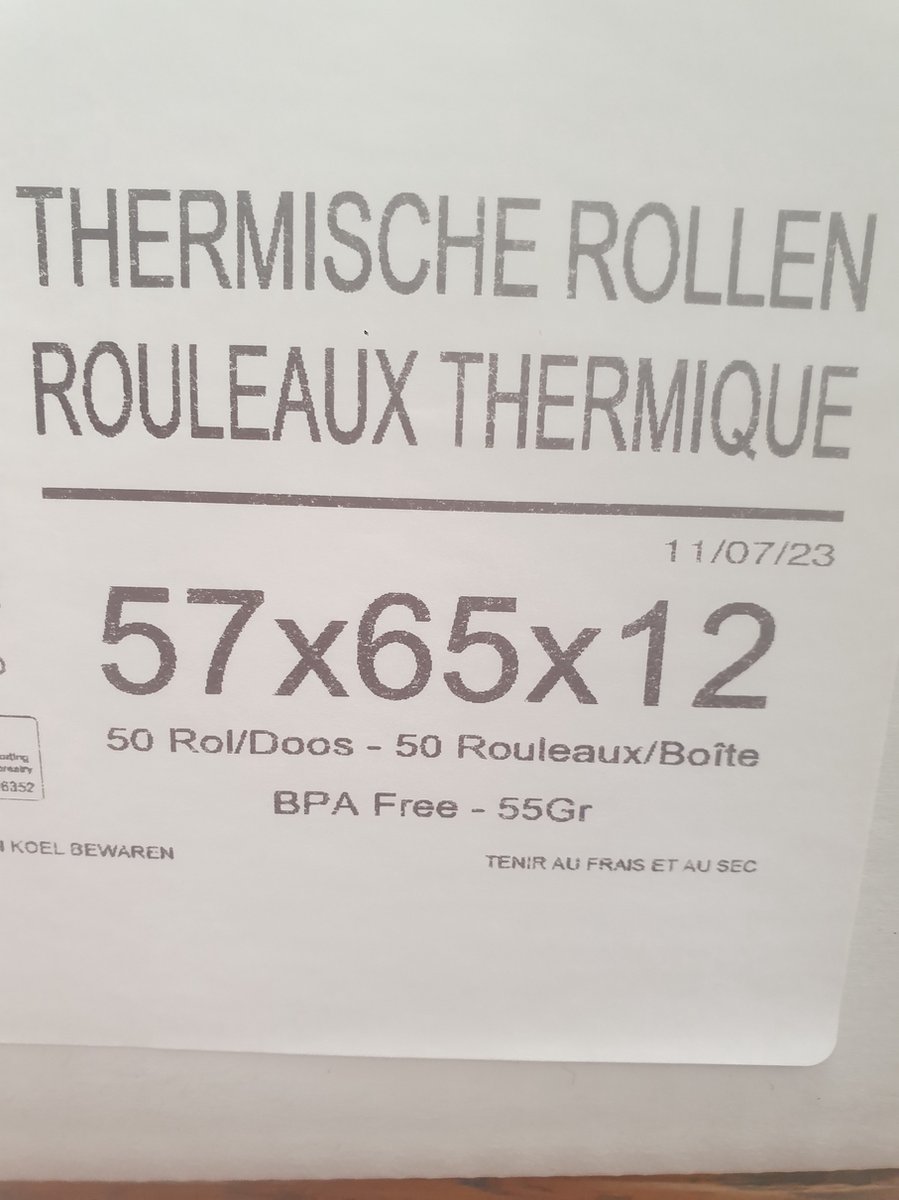 THERMISCHE ROLLEN
ROULEAUX THERMIQUE
11/07/23
57x65x12
50 Rol/Doos - 50 Rouleaux/Boîte
6352
BPA Free - 55Gr
KOEL BEWAREN
TENIR AU FRAIS ET AU SEC